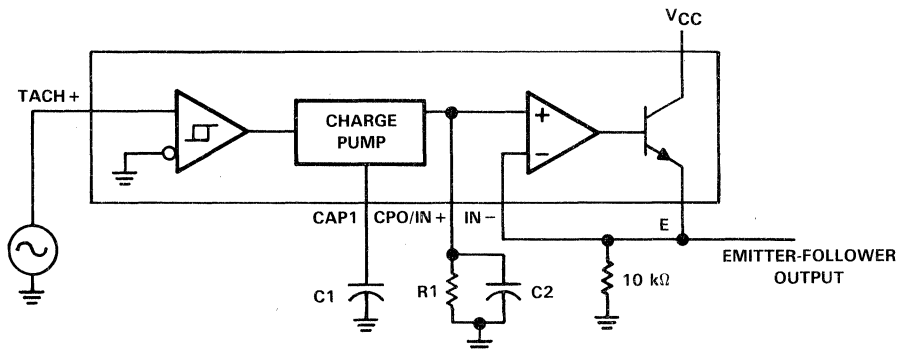 VCC
TACH+
CHARGE
PUMP
+
−
CAP1 CPO/IN+ IN−
E
EMITTER-FOLLOWER
OUTPUT
C1
R1
C2
10 kΩ